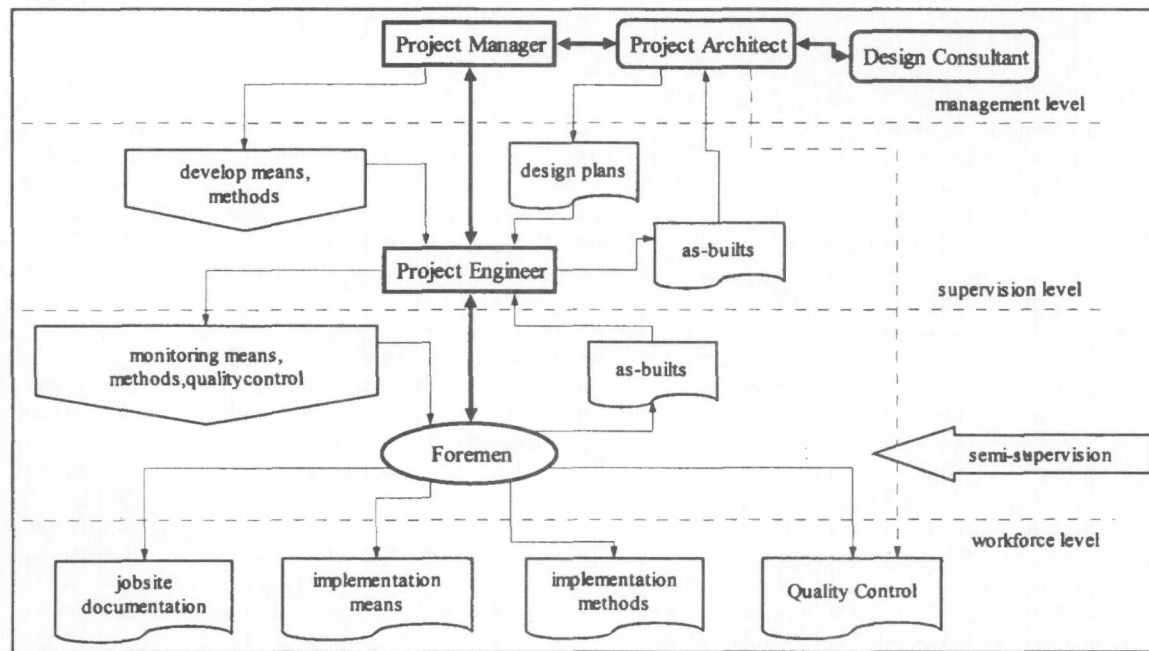 Project Manager
Project Architect
Design Consultant
management level
develop means,
methods
design plans
as-builts
Project Engineer
supervision level
monitoring means,
methods,qualitycontrol
as-builts
Foremen
semi-supervision
workforce level
jobsite
documentation
implementation
means
implementation
methods
Quality Control